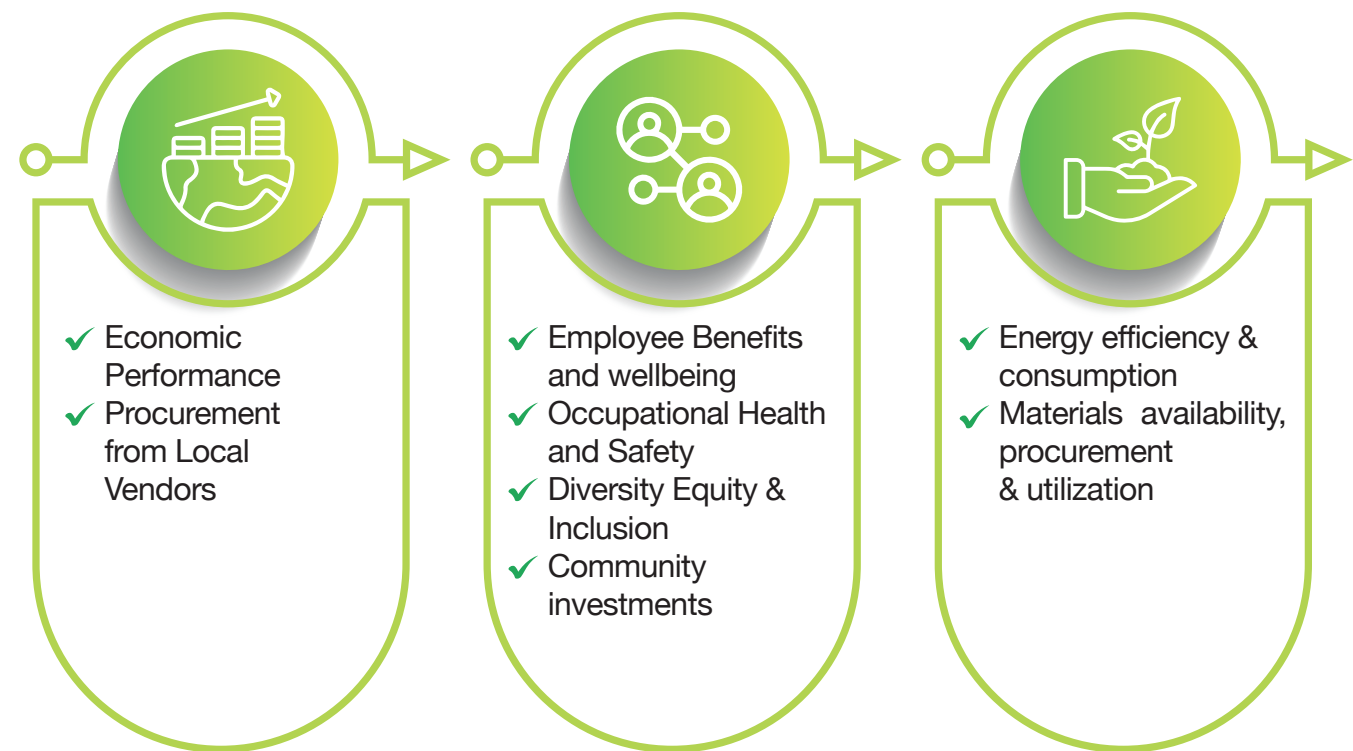 Economic
Performance
Procurement
from Local
Vendors
Employee Benefits
and wellbeing
Occupational Health
and Safety
Diversity Equity &
Inclusion
Community
investments
Energy efficiency &
consumption
Materials availability,
procurement
& utilization